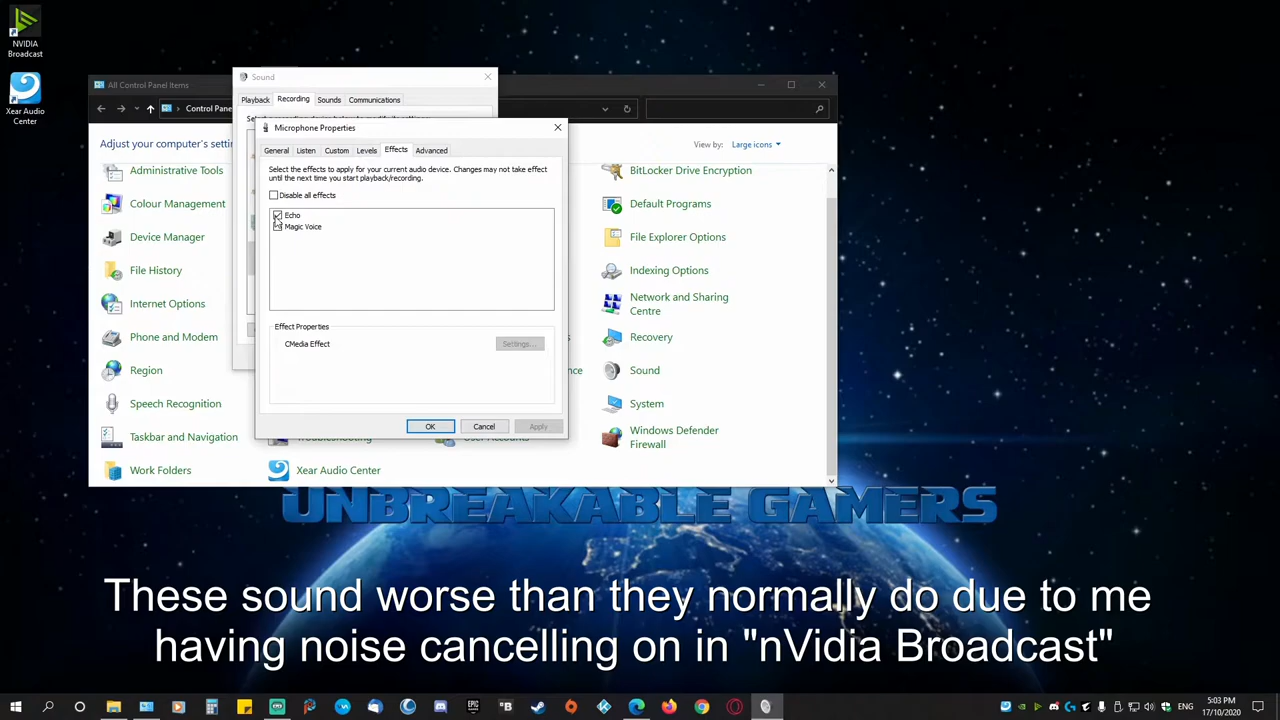 NVIDIA
Broadcast
Xear Audio
Center
All Control Panel Items
Sound
Playback
Recording
Sounds
Communications
Control Pane
Microphone Properties
General
Listen
Custom
Levels
Effects
Advanced
Select the effects to apply for your current audio device. Changes may not take effect
until the next time you start playback/recording.
Disable all effects
Echo
Magic Voice
Effect Properties
CMedia Effect
Settings...
OK
Cancel
Apply
Adjust your computer's settin
View by:
Large icons
Administrative Tools
Colour Management
Device Manager
File History
Internet Options
Phone and Modem
Region
Speech Recognition
Taskbar and Navigation
Work Folders
Troubleshooting
Xear Audio Center
User Accounts
BitLocker Drive Encryption
Default Programs
File Explorer Options
Indexing Options
Network and Sharing
Centre
Recovery
Sound
System
Windows Defender
Firewall
UNBREAKABLE GAMERS
These sound worse than they normally do due to me
having noise cancelling on in "nVidia Broadcast"
EPIC
B
5:03 PM
17/10/2020